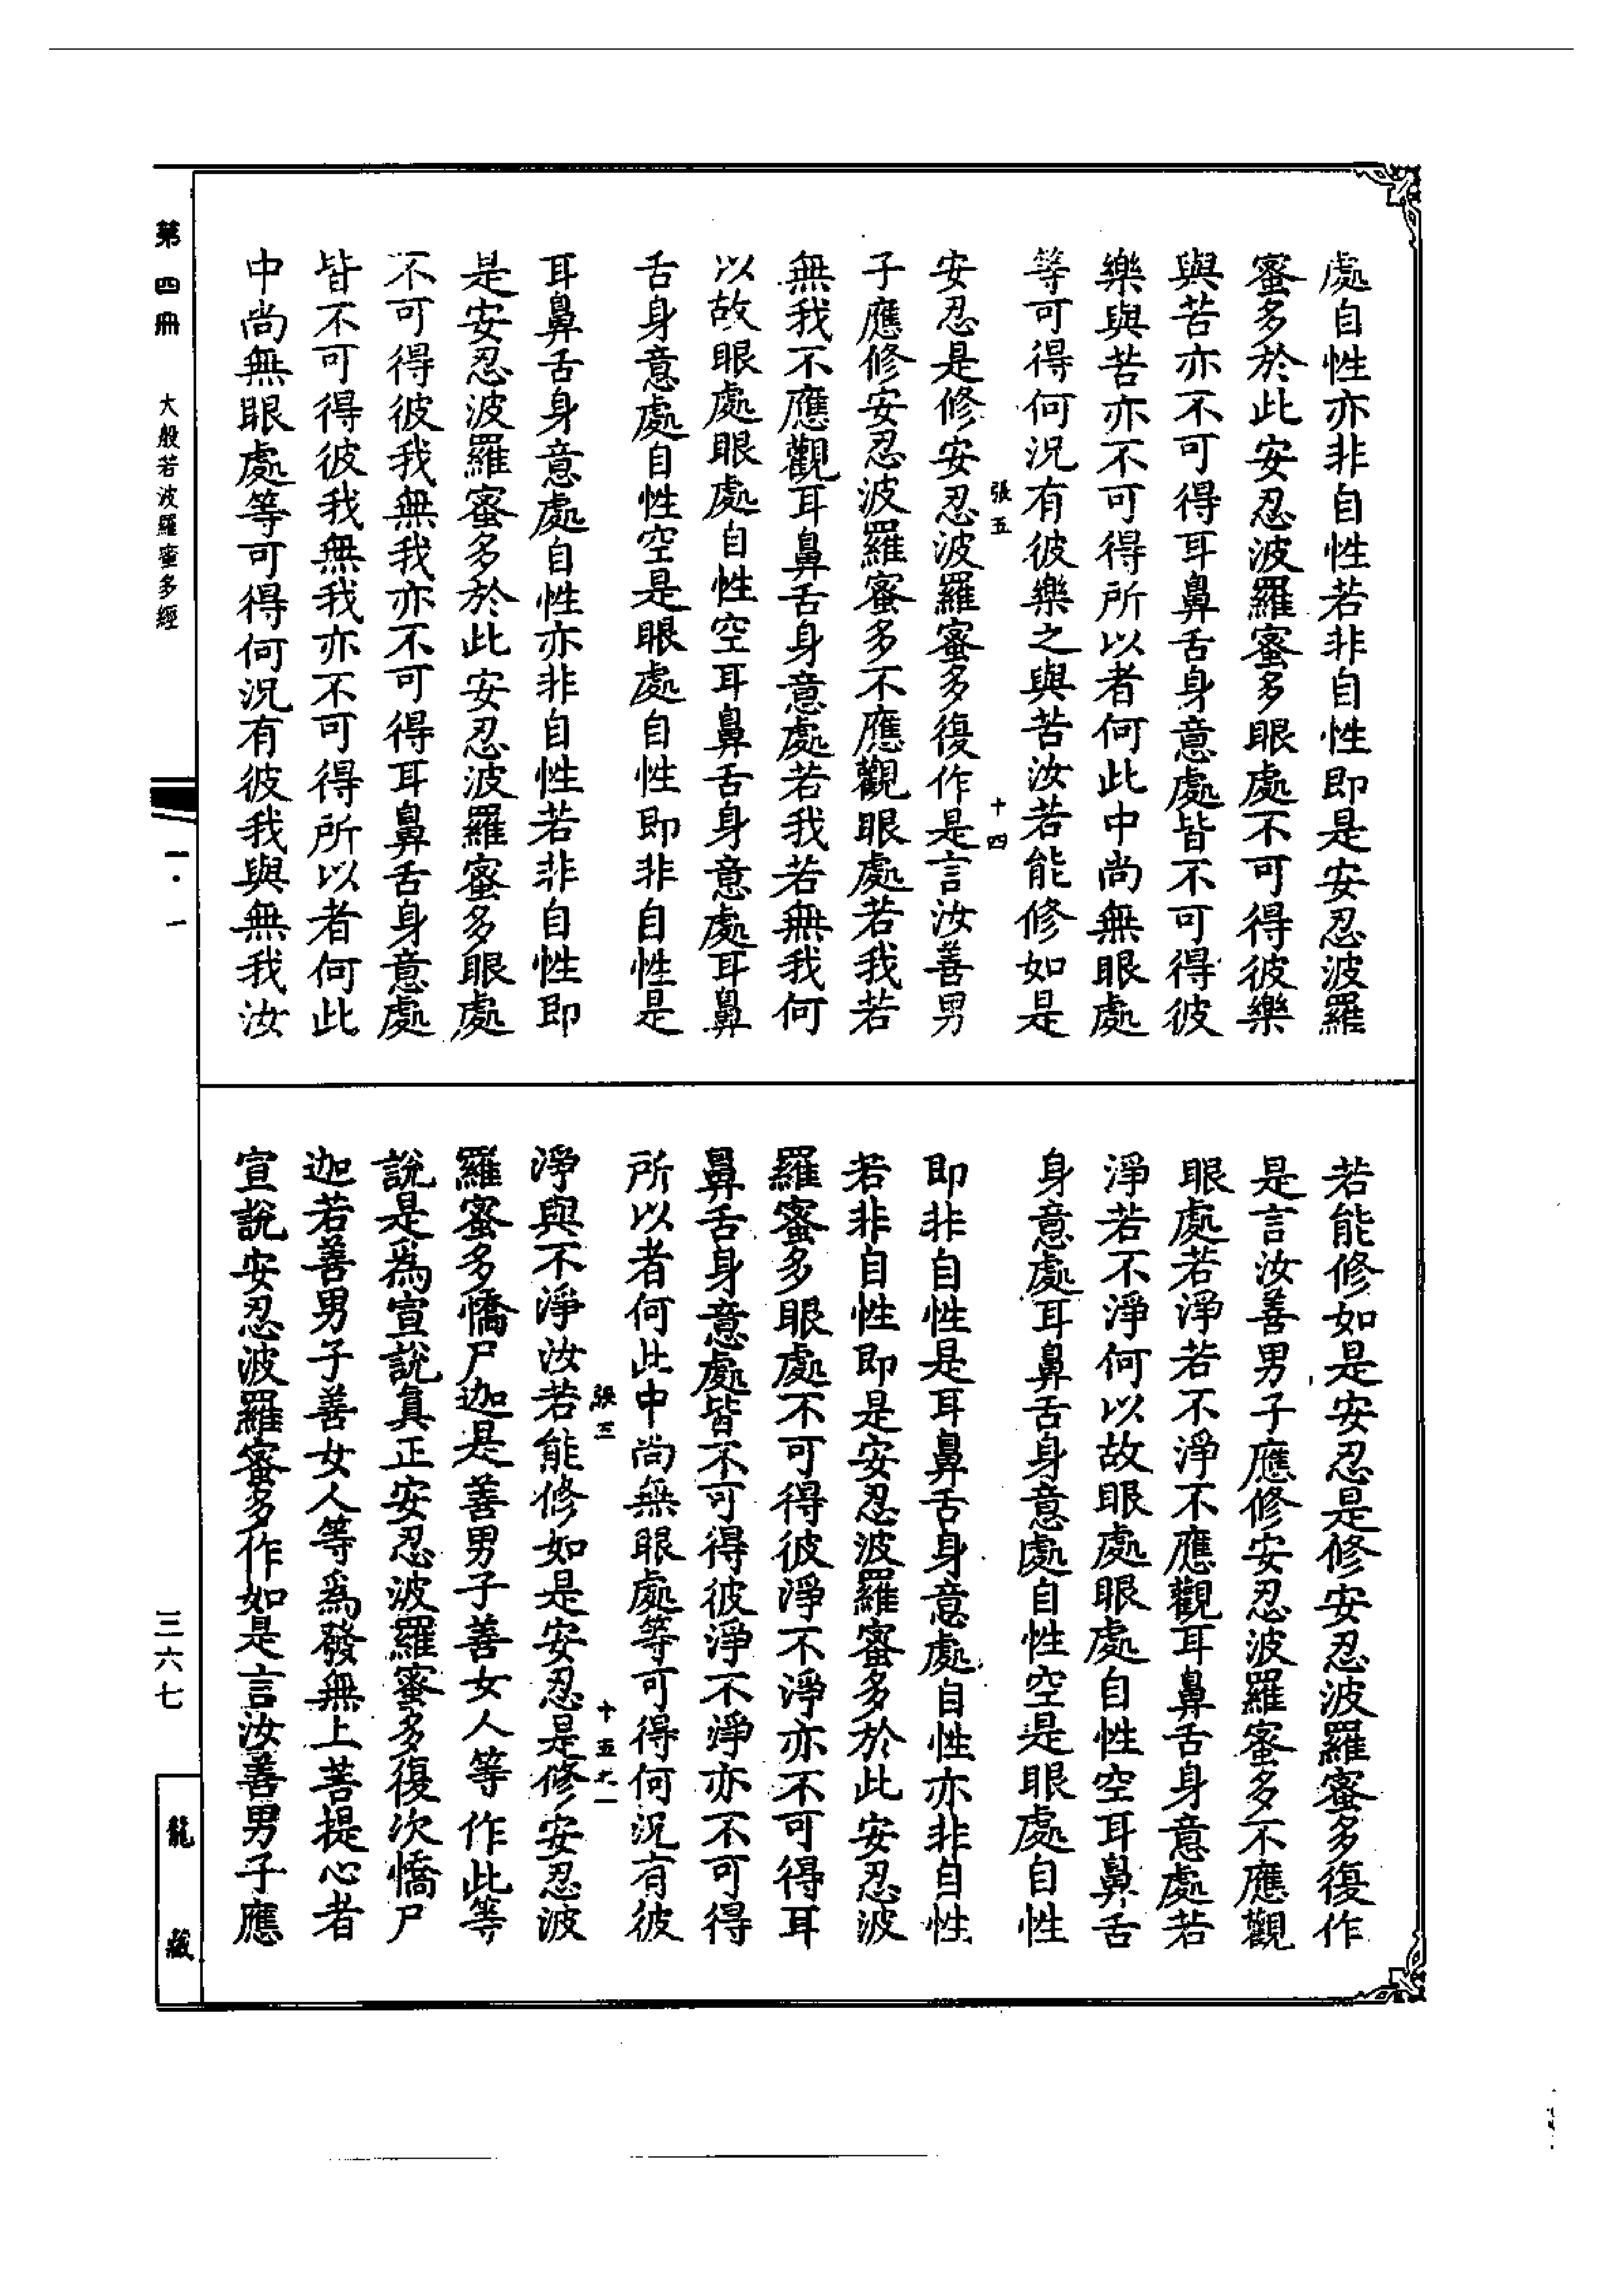 處自性亦非自性若非自性即是安忍波羅
蜜多於此安忍波羅蜜多眼處不可得彼樂
與苦亦不可得耳鼻舌身意處皆不可得彼
樂與苦亦不可得所以者何此中尚無眼處
等可得何況有彼樂之與苦汝若能修如是
張五
十四
安忍是修安忍波羅蜜多復作是言汝善男
子應修安忍波羅蜜多不應觀眼處若我若
無我不應觀耳鼻舌身意處若我若無我何
以故眼處眼處自性空耳鼻舌身意處耳鼻
舌身意處自性空是眼處自性即非自性是
耳鼻舌身意處自性亦非自性若非自性即
是安忍波羅蜜多於此安忍波羅蜜多眼處
不可得彼我無我亦不可得耳鼻舌身意處
皆不可得彼我無我亦不可得所以者何此
中尚無眼處等可得何況有彼我與無我汝
若能修如是安忍是修安忍波羅蜜多復作
是言汝善男子應修安忍波羅蜜多不應觀
眼處若淨若不淨不應觀耳鼻舌身意處若
淨若不淨何以故眼處眼處自性空耳鼻舌
身意處耳鼻舌身意處自性空是眼處自性
即非自性是耳鼻舌身意處自性亦非自性
若非自性即是安忍波羅蜜多於此安忍波
羅蜜多眼處不可得彼淨不淨亦不可得耳
鼻舌身意處皆不可得彼淨不淨亦不可得
所以者何此中尚無眼處等可得何況有彼
張
十五
淨與不淨汝若能修如是安忍是修安忍波
羅蜜多憍尸迦是善男子善女人等作此等
說是為宣說真正安忍波羅蜜多復次憍尸
迦若善男子善女人等為發無上菩提心者
宣說安忍波羅蜜多作如是言汝善男子應
第四冊
大般若波羅蜜多經
一·一
三六七
龍藏